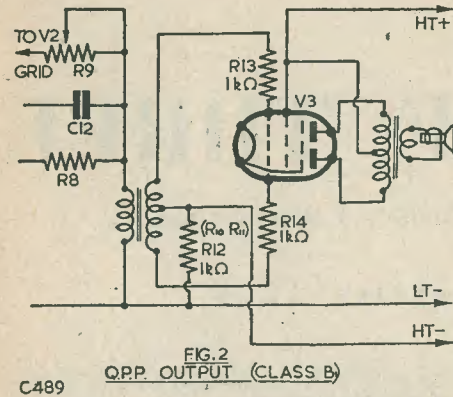 HT+
TO V2
GRID
R9
R13
1kΩ
V3
C12
R8
R14
1kΩ
(R10 R11)
R12
1kΩ
LT-
HT-
FIG. 2
Q.P.P. OUTPUT (CLASS B)
C489